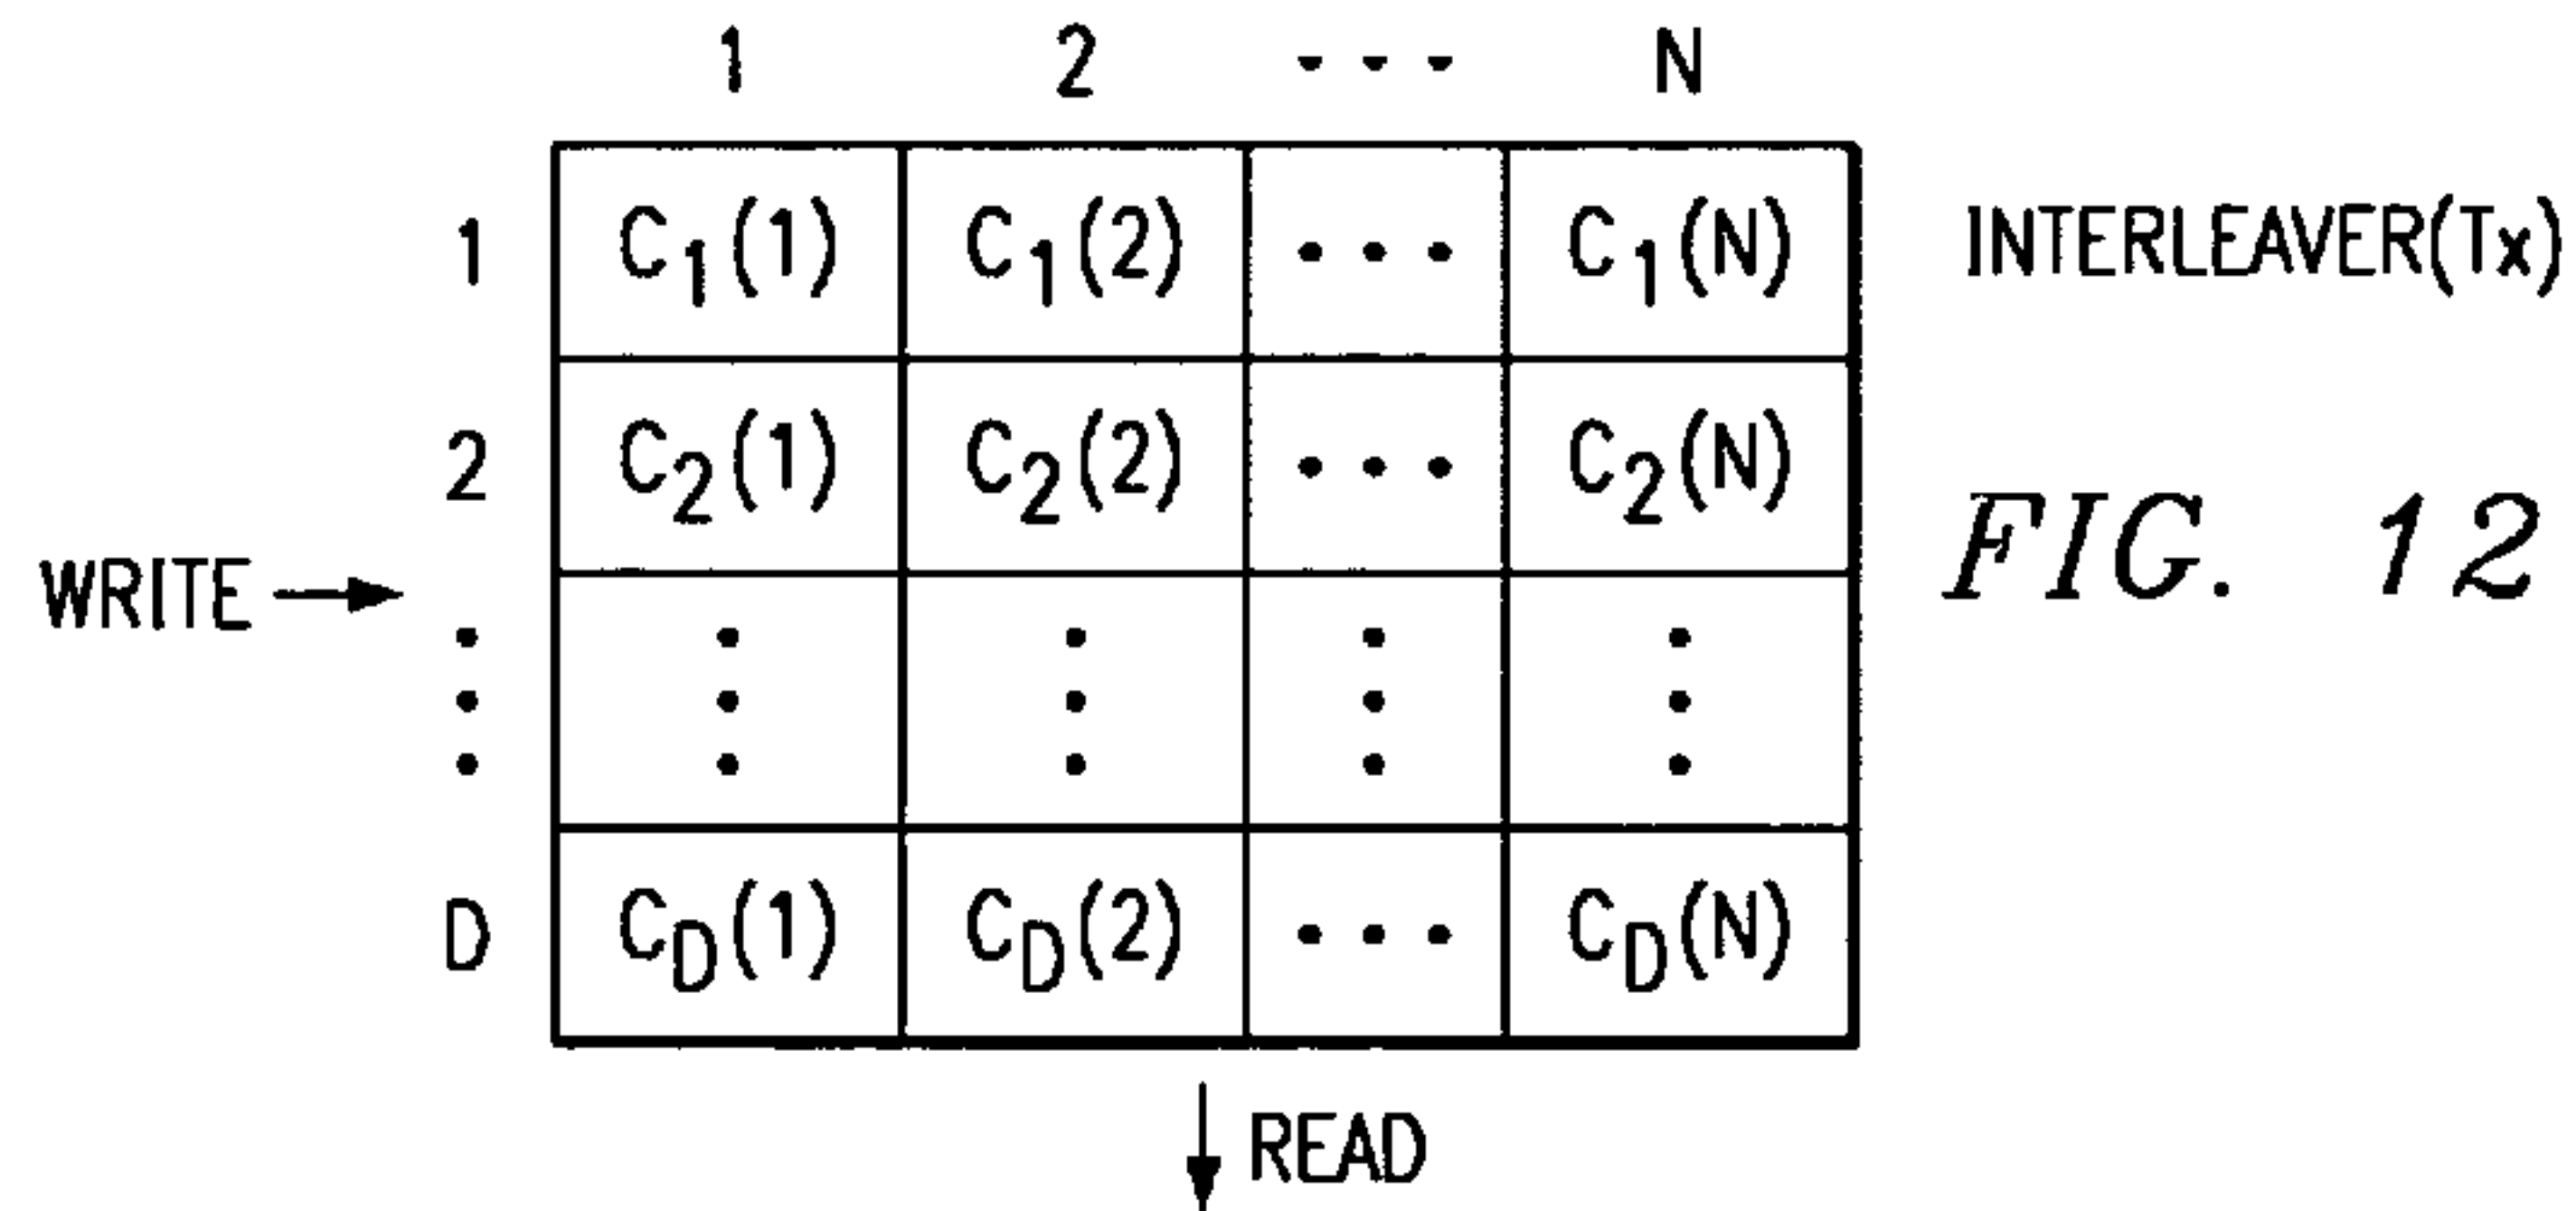 1 2 - - - N
1 C1(1) C1(2) • • • C1(N) INTERLEAVER(Tx)
2 C2(1) C2(2) • • • C2(N)
FIG. 12
WRITE
D CD(1) CD(2) • • • CD(N)
READ